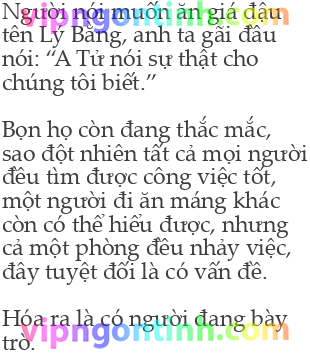 Người nói muốn ăn giá đậu
tên Lý Băng, anh ta gãi đầu
nói: “A Tử nói sự thật cho
chúng tôi biết.”
Bọn họ còn đang thắc mắc,
sao đột nhiên tất cả mọi người
đều tìm được công việc tốt,
một người đi ăn máng khác
còn có thể hiểu được, nhưng
cả một phòng đều nhảy việc,
đây tuyệt đối là có vấn đề.
Hóa ra là có người đang bày
trò.
vipngontinh.com
vipngontinh.com